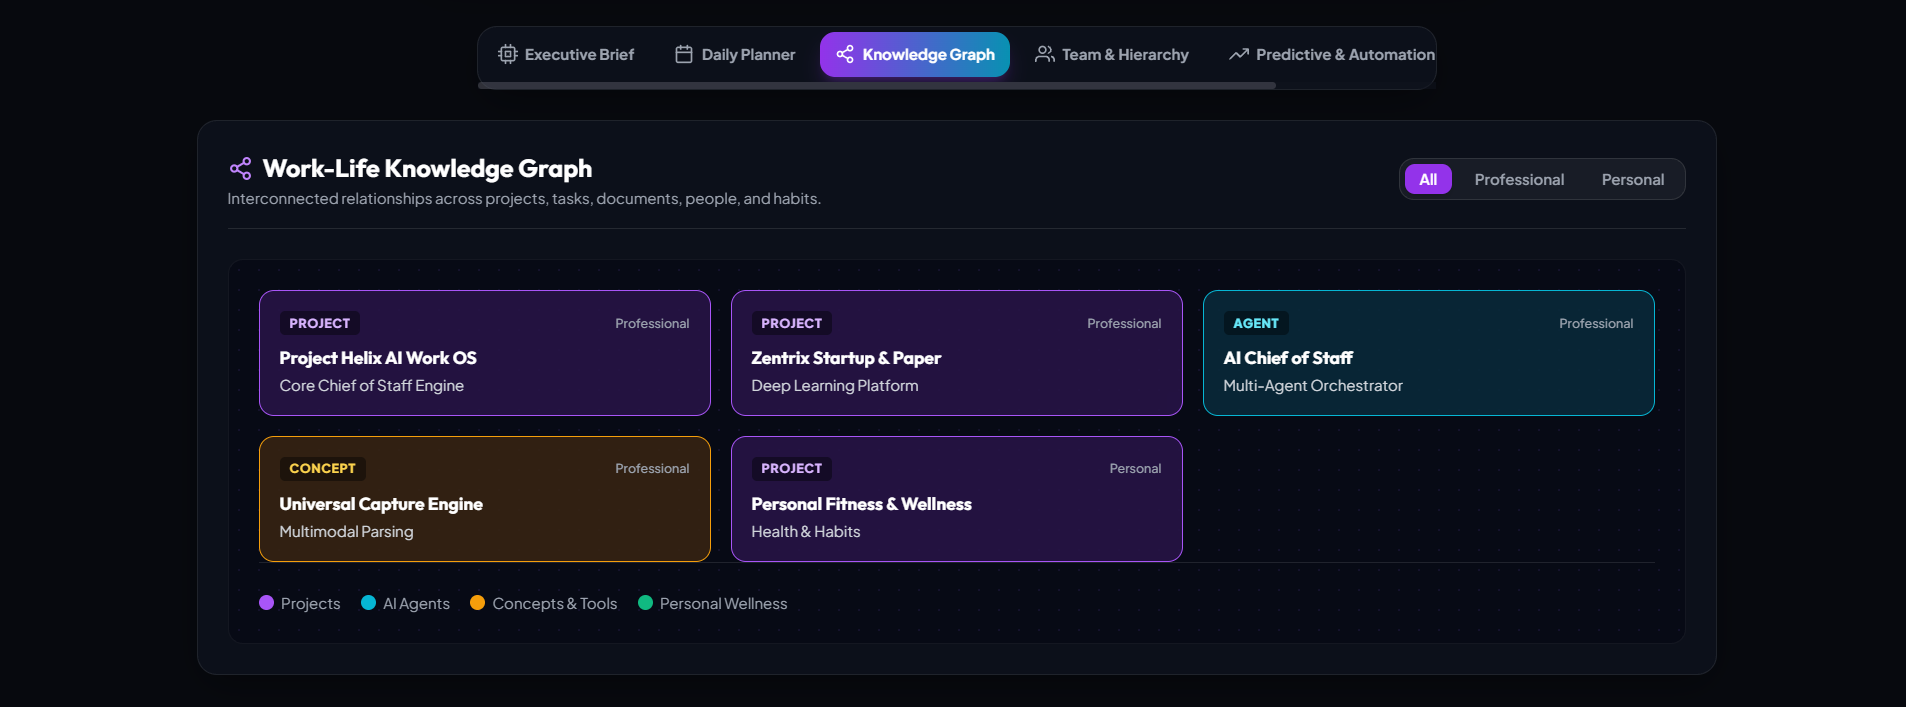 Executive Brief
Daily Planner
Knowledge Graph
Team & Hierarchy
Predictive & Automation
Work-Life Knowledge Graph
Interconnected relationships across projects, tasks, documents, people, and habits.
All
Professional
Personal
PROJECT
Professional
Project Helix AI Work OS
Core Chief of Staff Engine
PROJECT
Professional
Zentrix Startup & Paper
Deep Learning Platform
AGENT
Professional
AI Chief of Staff
Multi-Agent Orchestrator
CONCEPT
Professional
Universal Capture Engine
Multimodal Parsing
PROJECT
Personal
Personal Fitness & Wellness
Health & Habits
Projects
AI Agents
Concepts & Tools
Personal Wellness